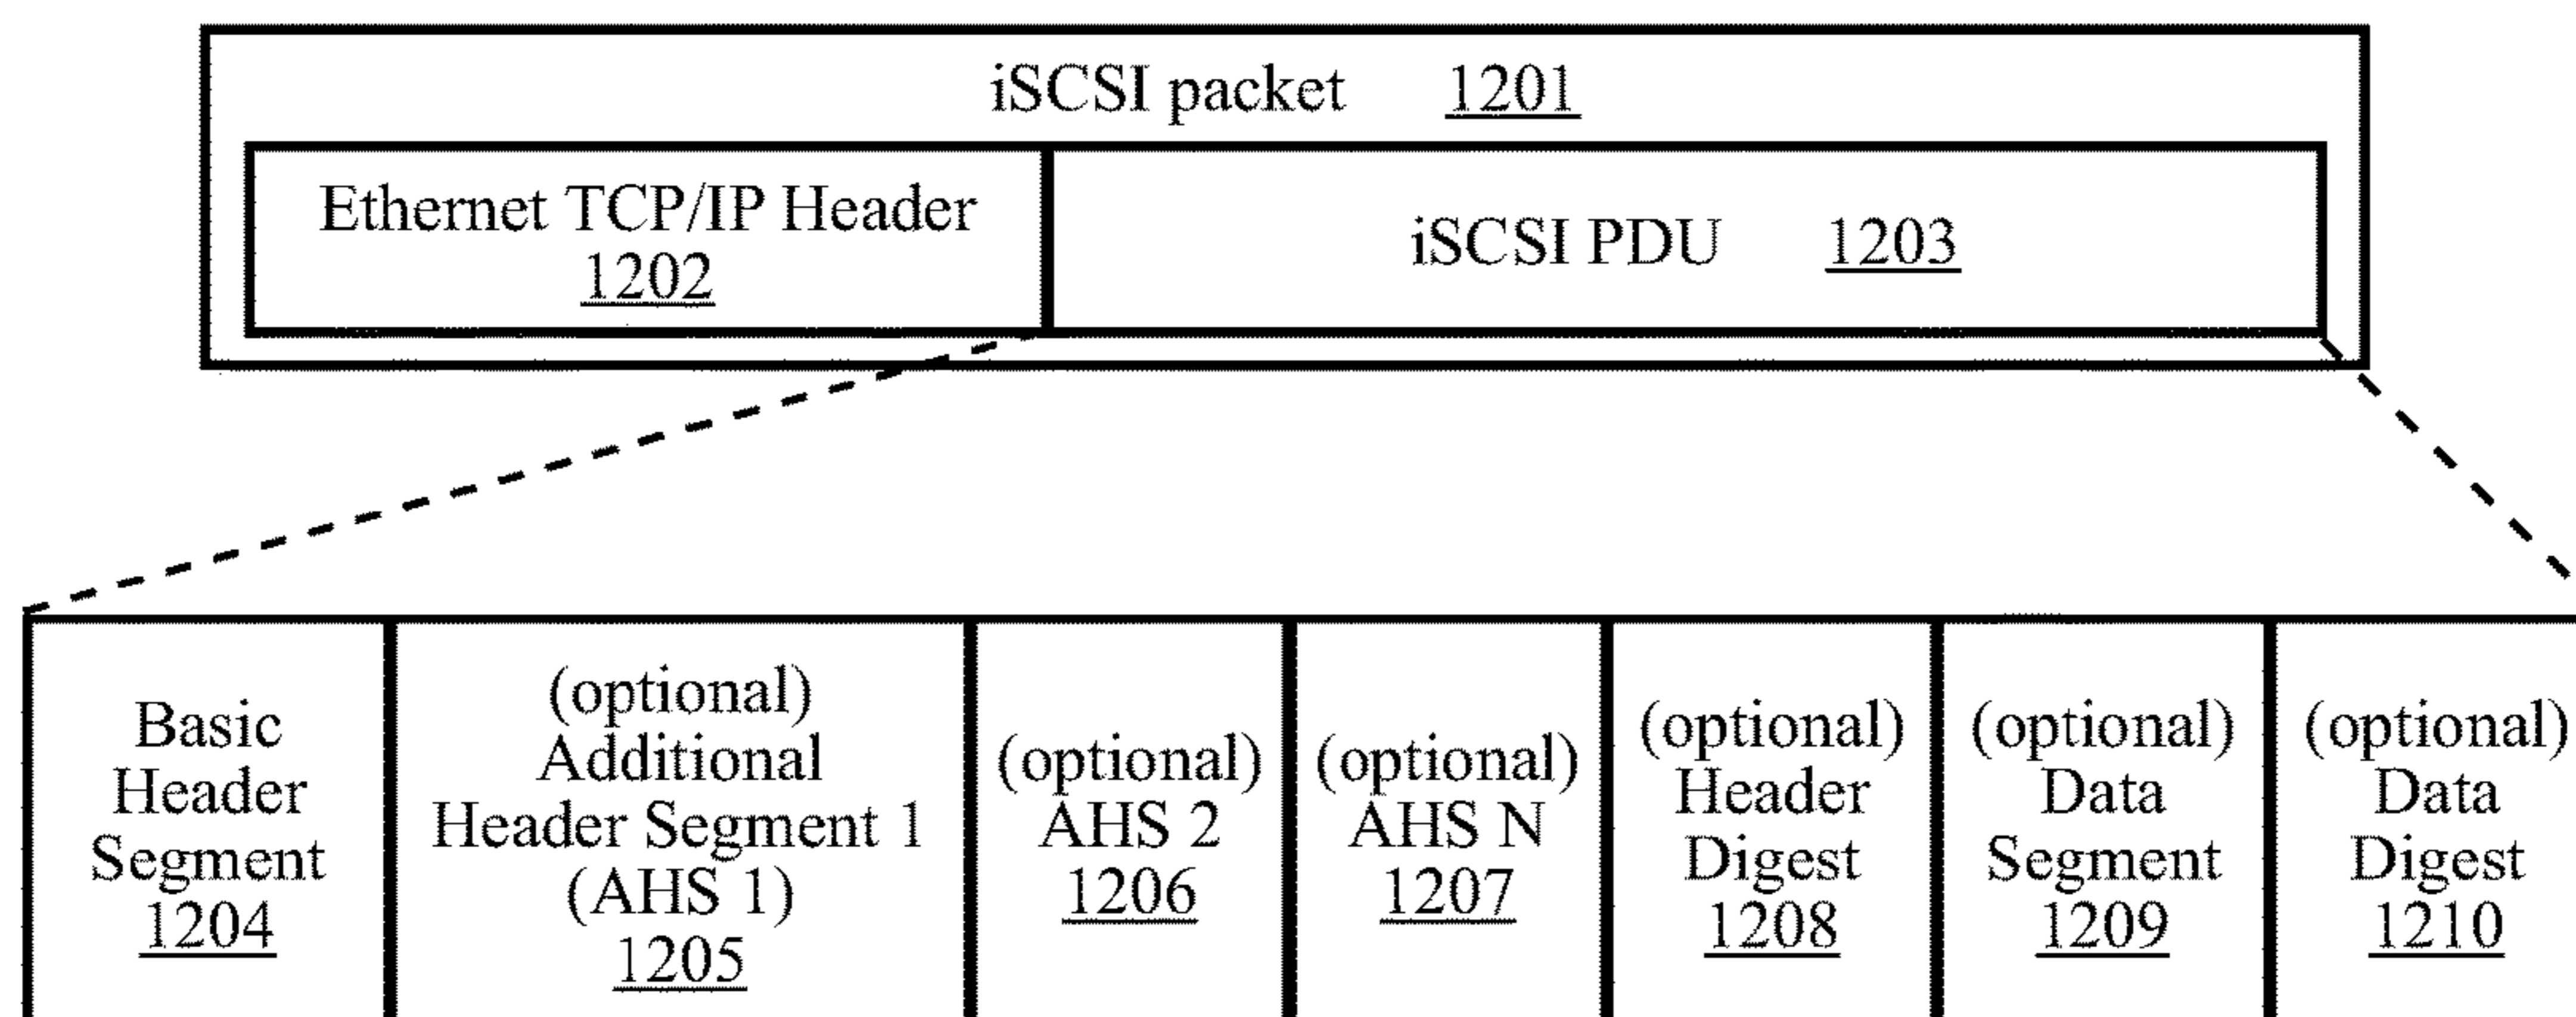 iSCSI packet 1201
Ethernet TCP/IP Header
1202
iSCSI PDU 1203
Basic
Header
Segment
1204
(optional)
Additional
Header Segment 1
(AHS 1)
1205
(optional)
AHS 2
1206
(optional)
AHS N
1207
(optional)
Header
Digest
1208
(optional)
Data
Segment
1209
(optional)
Data
Digest
1210